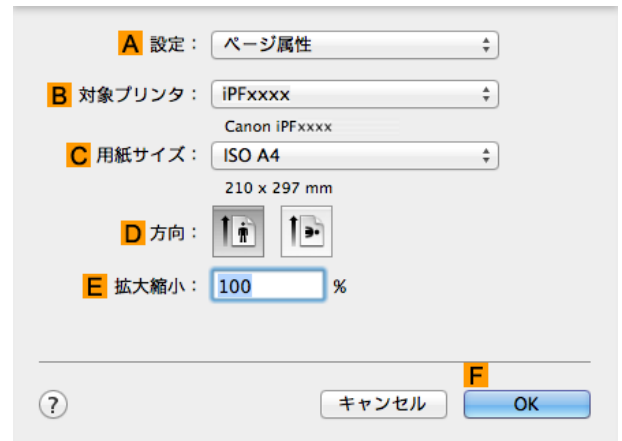 A 設定： ページ属性
B 対象プリンタ： iPFxxxx
Canon iPFxxxx
C 用紙サイズ： ISO A4
210 x 297 mm
D 方向：
E 拡大縮小： 100 %
F
? キャンセル OK